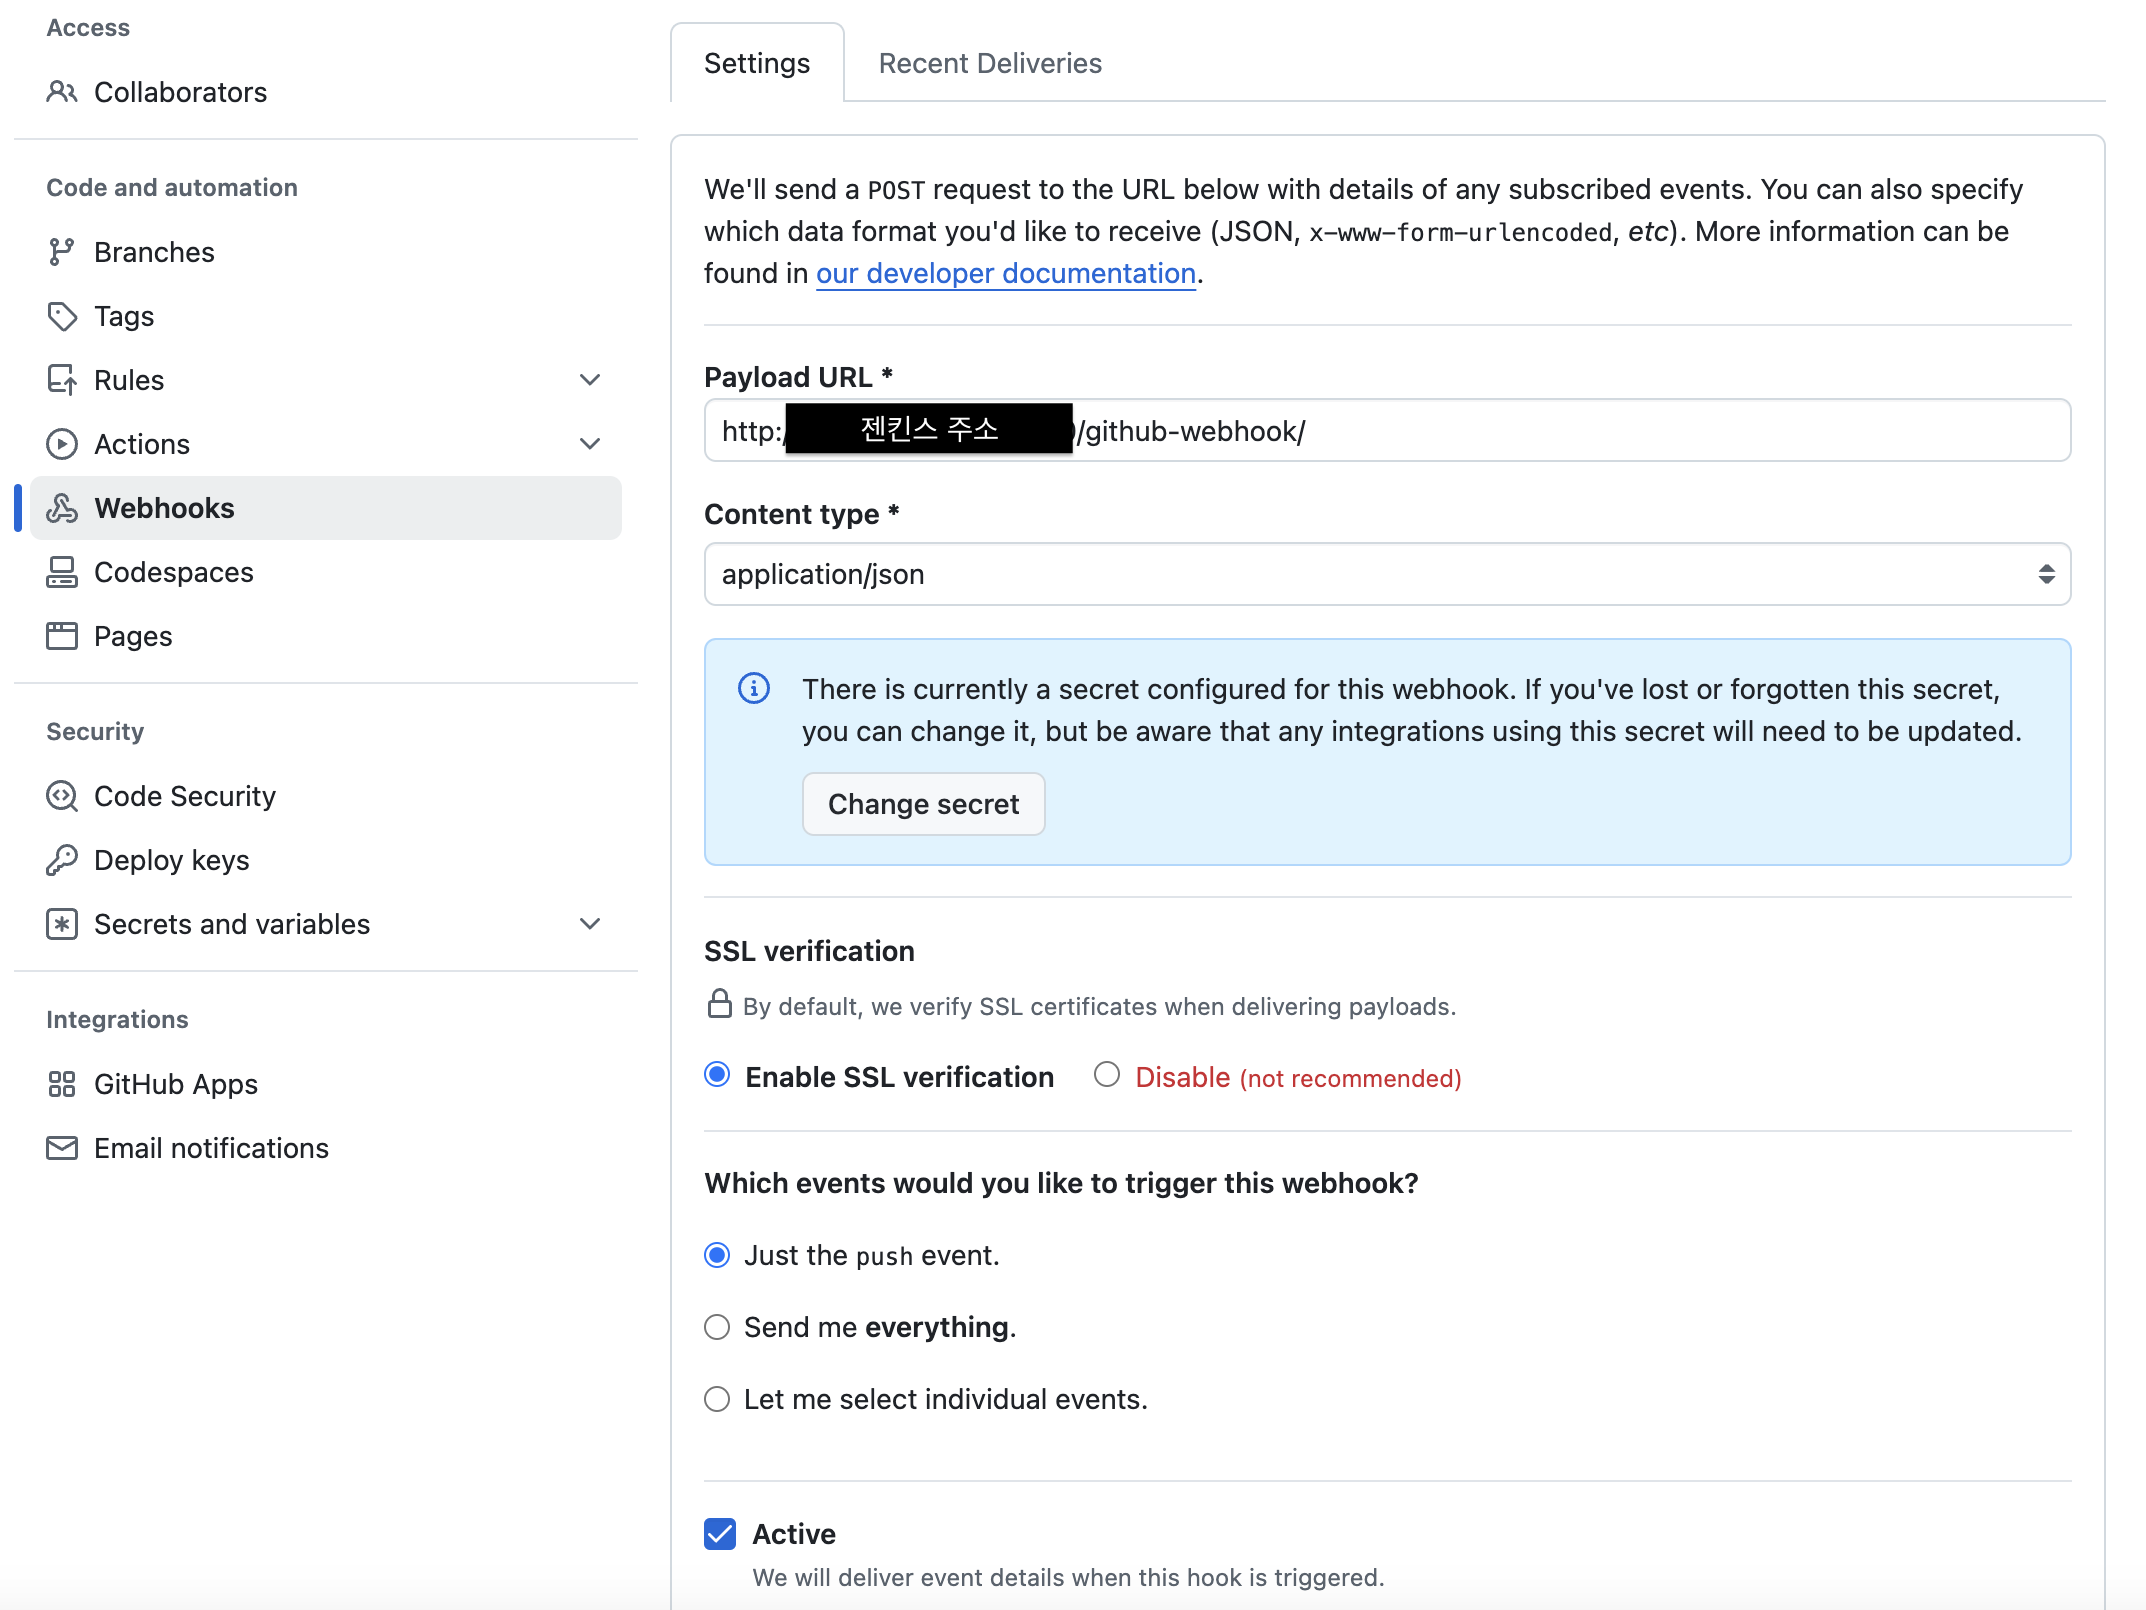 Access
Collaborators
Code and automation
Branches
Tags
Rules
Actions
Webhooks
Codespaces
Pages
Security
Code Security
Deploy keys
Secrets and variables
Integrations
GitHub Apps
Email notifications
Settings
Recent Deliveries
We'll send a POST request to the URL below with details of any subscribed events. You can also specify
which data format you'd like to receive (JSON, x-www-form-urlencoded, etc). More information can be
found in our developer documentation.
Payload URL *
http:/ 젠킨스 주소 /github-webhook/
Content type *
application/json
There is currently a secret configured for this webhook. If you've lost or forgotten this secret,
you can change it, but be aware that any integrations using this secret will need to be updated.
Change secret
SSL verification
By default, we verify SSL certificates when delivering payloads.
Enable SSL verification
Disable (not recommended)
Which events would you like to trigger this webhook?
Just the push event.
Send me everything.
Let me select individual events.
Active
We will deliver event details when this hook is triggered.